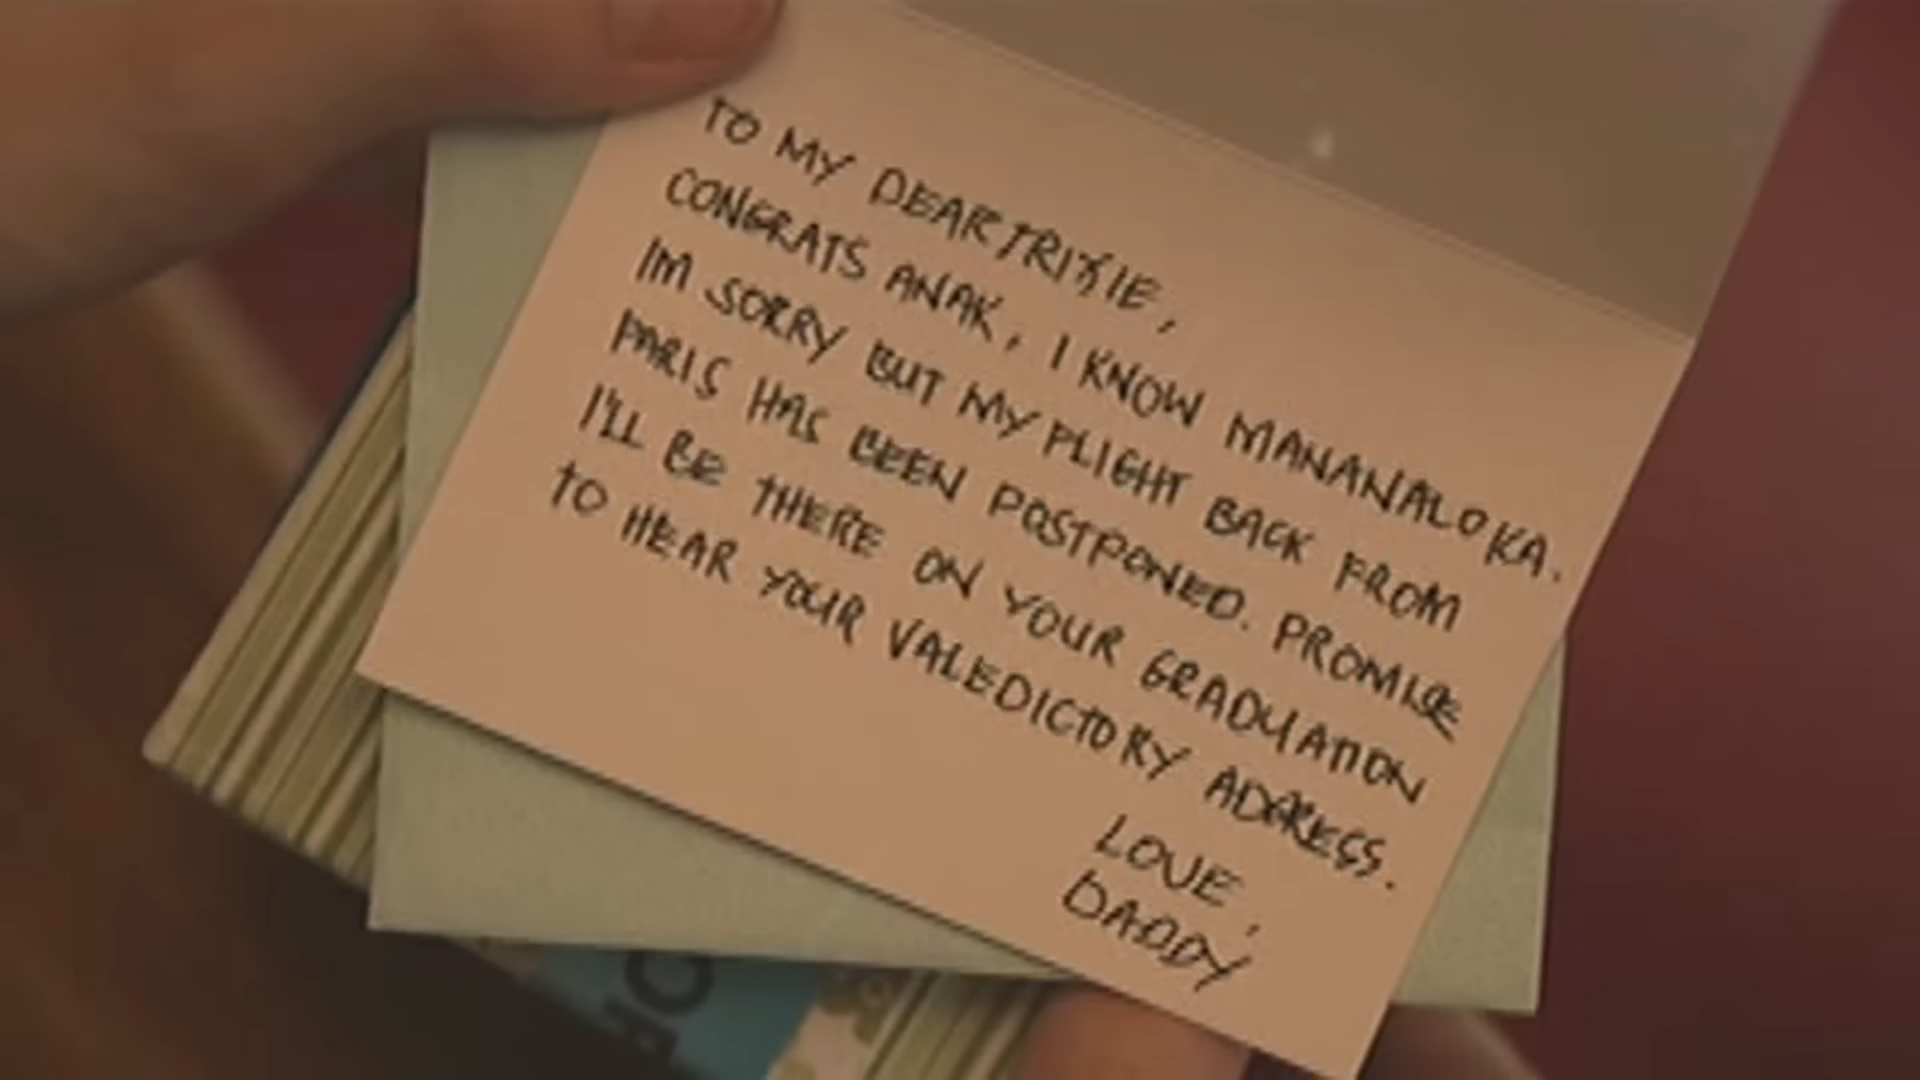 TO MY DEAR TRIXIE,
CONGRATS ANAK, I KNOW MANANALO KA.
IM SORRY BUT MY FLIGHT BACK FROM
PARIS HAS BEEN POSTPONED. PROMISE
I'LL BE THERE ON YOUR GRADUATION
TO HEAR YOUR VALEDICTORY ADDRESS.
LOVE,
DADDY